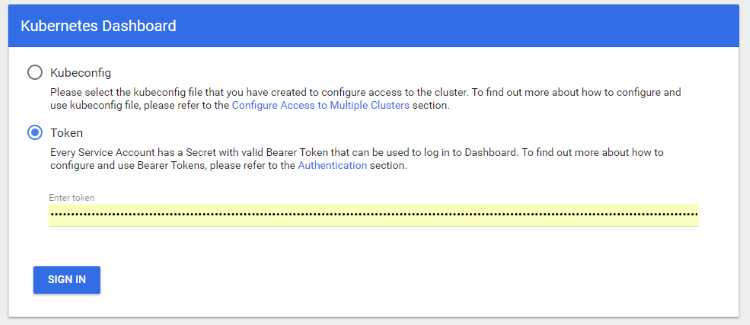 Kubernetes Dashboard
Kubeconfig
Please select the kubeconfig file that you have created to configure access to the cluster. To find out more about how to configure and
use kubeconfig file, please refer to the Configure Access to Multiple Clusters section.
Token
Every Service Account has a Secret with valid Bearer Token that can be used to log in to Dashboard. To find out more about how to
configure and use Bearer Tokens, please refer to the Authentication section.
Enter token
SIGN IN